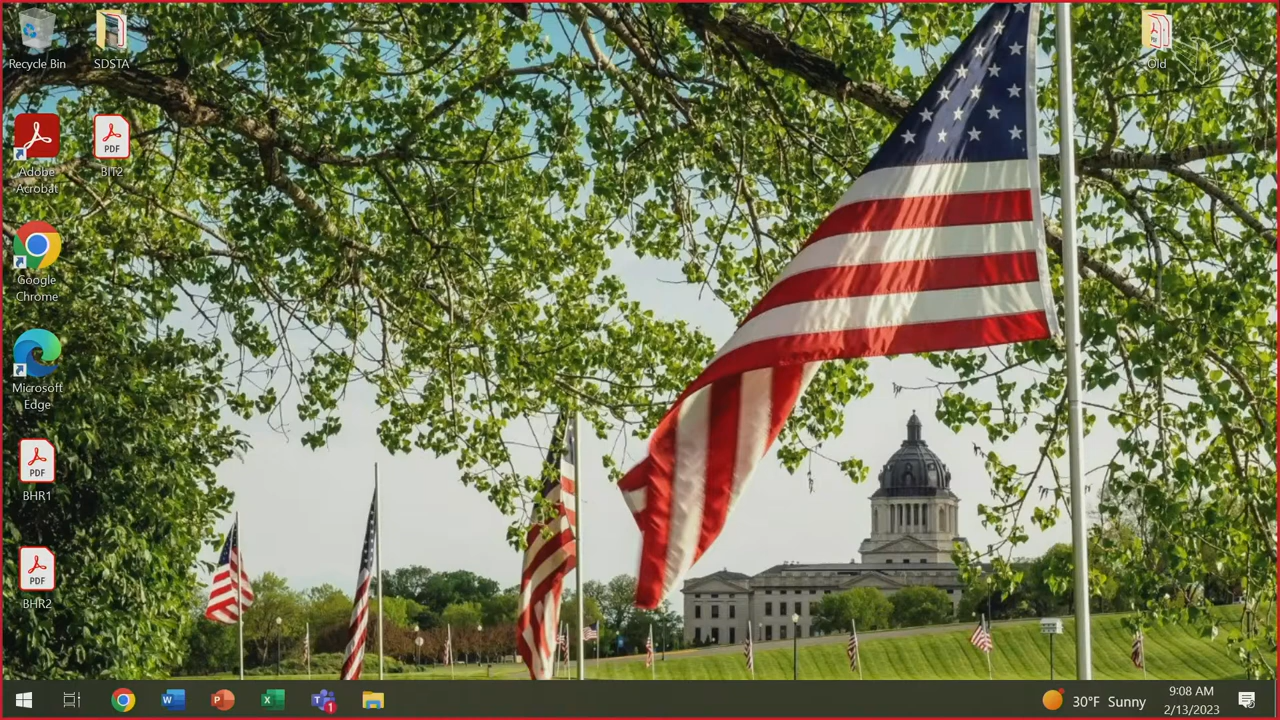 Recycle Bin
SDSTA
Old
Adobe
Acrobat
PDF
BIT2
Google
Chrome
Microsoft
Edge
PDF
BHR1
PDF
BHR2
W
P
X
T
1
30°F Sunny
9:08 AM
2/13/2023